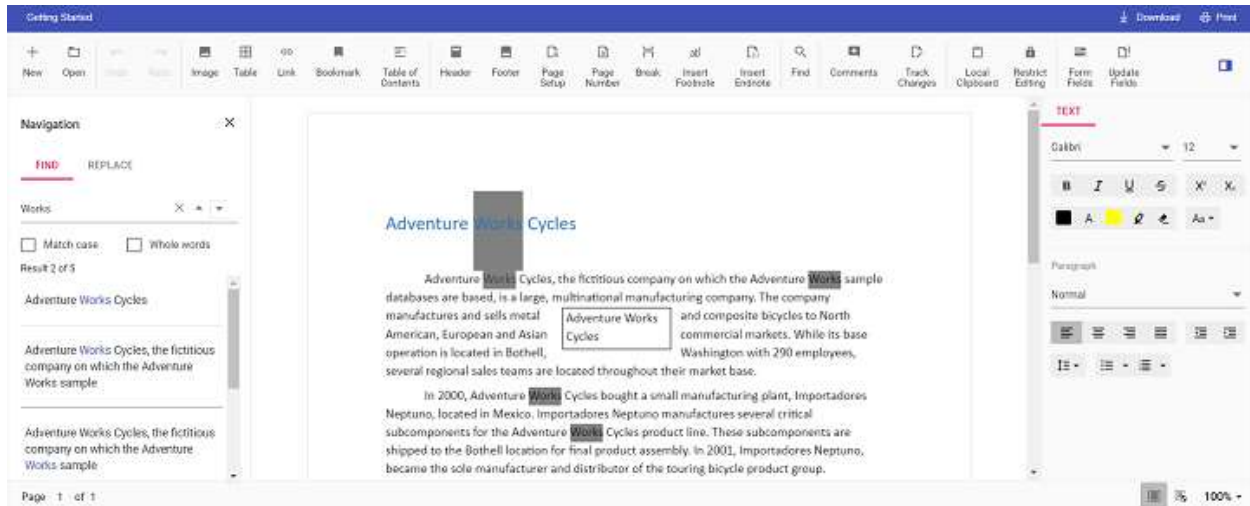 Getting Started
Download Print
New Open Image Table Link Bookmark Table of Contents Header Footer Page Setup Page Number Break Insert Footnote Insert Endnote Find Comments Track Changes Local Clipboard Restrict Editing Form Fields Update Fields
Navigation
FIND REPLACE
Works
Match case Whole words
Result 2 of 5
Adventure Works Cycles
Adventure Works Cycles, the fictitious
company on which the Adventure
Works sample
Adventure Works Cycles, the fictitious
company on which the Adventure
Works sample
Adventure Works Cycles
Adventure Works Cycles, the fictitious company on which the Adventure Works sample
databases are based, is a large, multinational manufacturing company. The company
manufactures and sells metal and composite bicycles to North
American, European and Asian commercial markets. While its base
operation is located in Bothell, Washington with 290 employees,
several regional sales teams are located throughout their market base.
Adventure Works
Cycles
In 2000, Adventure Works Cycles bought a small manufacturing plant, Importadores
Neptuno, located in Mexico. Importadores Neptuno manufactures several critical
subcomponents for the Adventure Works Cycles product line. These subcomponents are
shipped to the Bothell location for final product assembly. In 2001, Importadores Neptuno,
became the sole manufacturer and distributor of the touring bicycle product group.
TEXT
Calibri 12
B I U S X² X₂
A Aa
Paragraph
Normal
Page 1 of 1
100%